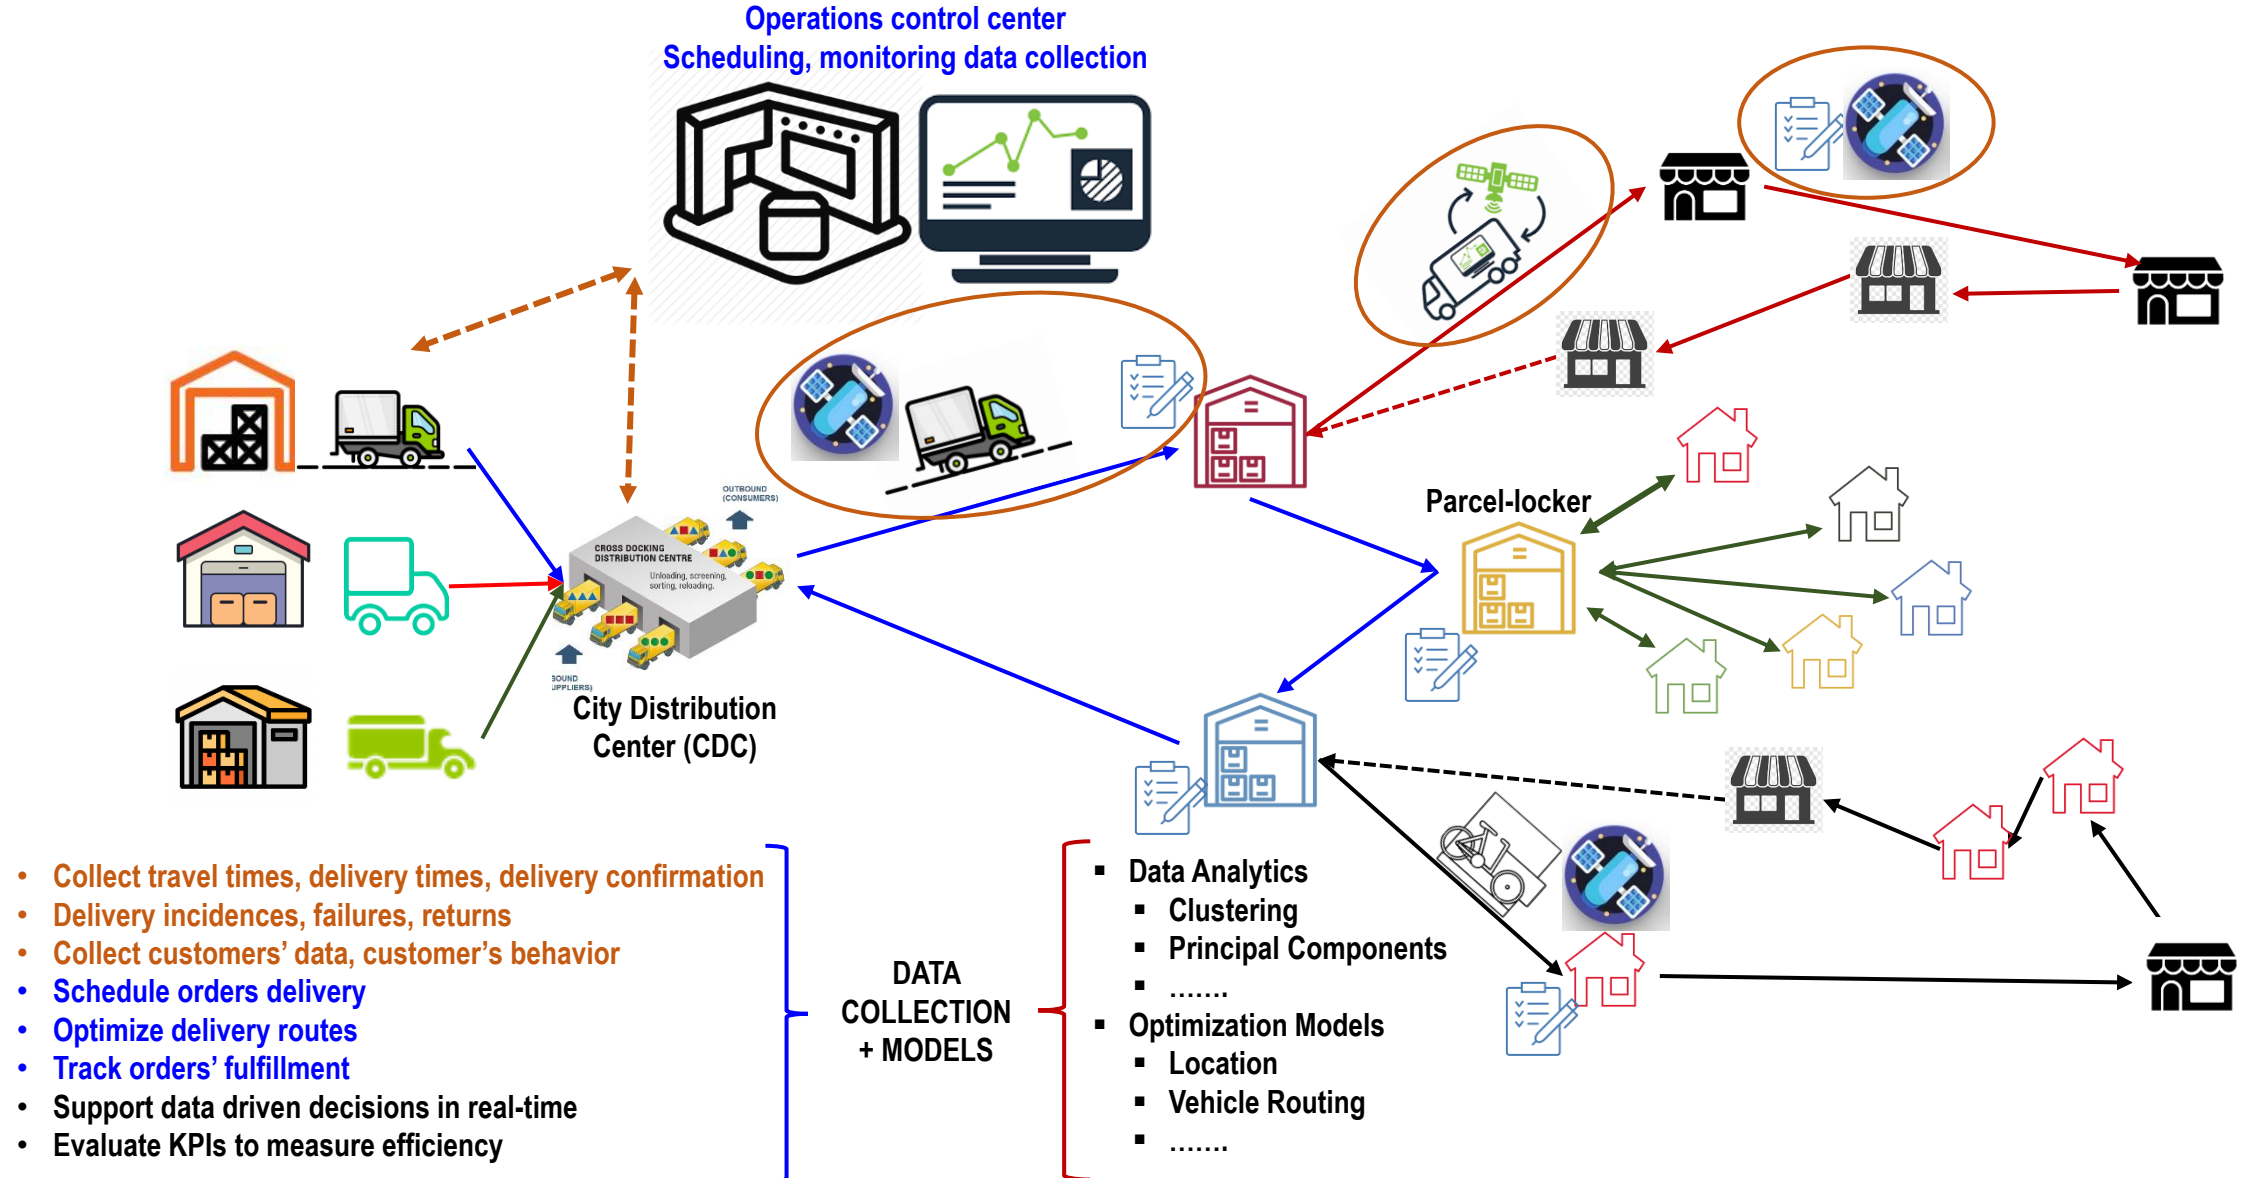 Operations control center
Scheduling, monitoring data collection
OUTBOUND
(CONSUMERS)
CROSS DOCKING
DISTRIBUTION CENTRE
Unloading, screening,
sorting, reloading.
BOUND
UPPLIERS)
City Distribution
Center (CDC)
Parcel-locker
• Collect travel times, delivery times, delivery confirmation
• Delivery incidences, failures, returns
• Collect customers’ data, customer’s behavior
• Schedule orders delivery
• Optimize delivery routes
• Track orders’ fulfillment
• Support data driven decisions in real-time
• Evaluate KPIs to measure efficiency
DATA
COLLECTION
+ MODELS
▪ Data Analytics
▪ Clustering
▪ Principal Components
▪ …….
▪ Optimization Models
▪ Location
▪ Vehicle Routing
▪ …….